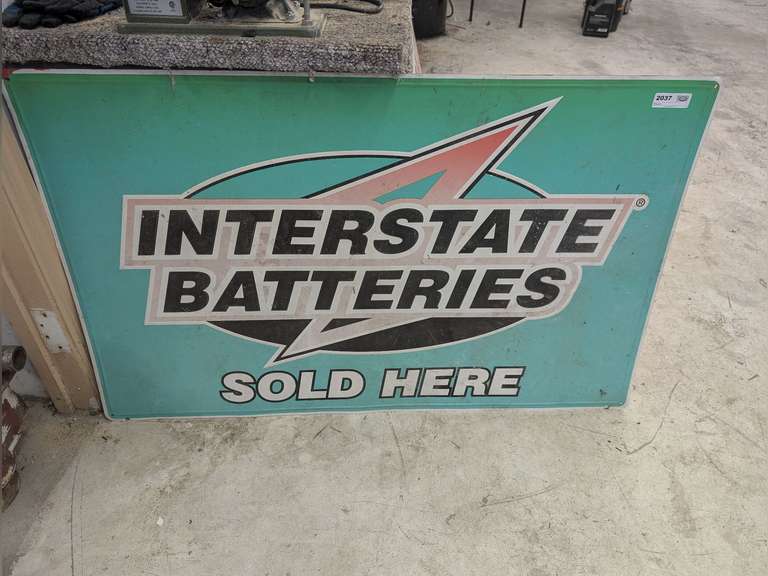 2037
INTERSTATE ®
BATTERIES
SOLD HERE